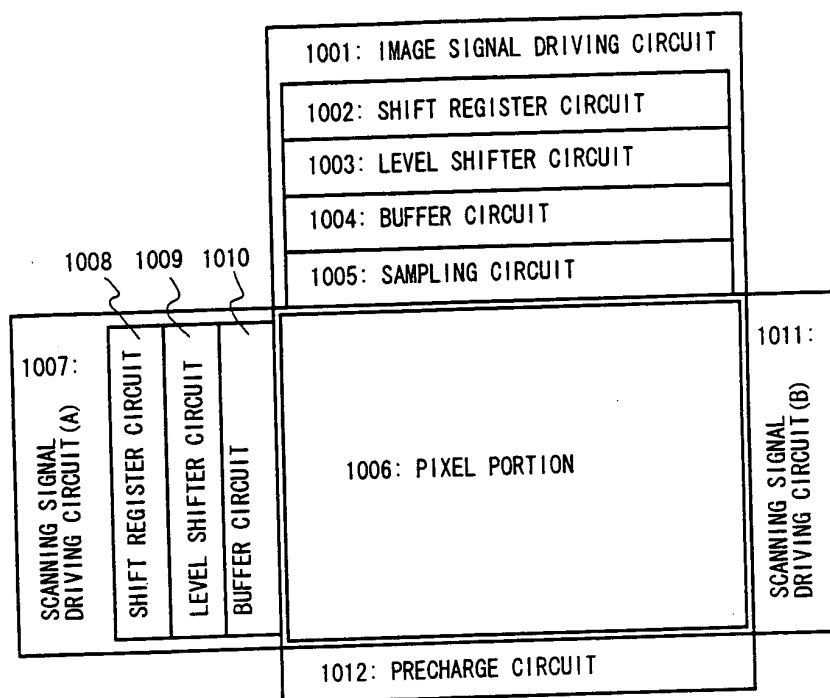 1001: IMAGE SIGNAL DRIVING CIRCUIT
1002: SHIFT REGISTER CIRCUIT
1003: LEVEL SHIFTER CIRCUIT
1004: BUFFER CIRCUIT
1005: SAMPLING CIRCUIT
1008 1009 1010
1007:
SCANNING SIGNAL
DRIVING CIRCUIT(A)
SHIFT REGISTER CIRCUIT
LEVEL SHIFTER CIRCUIT
BUFFER CIRCUIT
1006: PIXEL PORTION
1011:
SCANNING SIGNAL
DRIVING CIRCUIT(B)
1012: PRECHARGE CIRCUIT